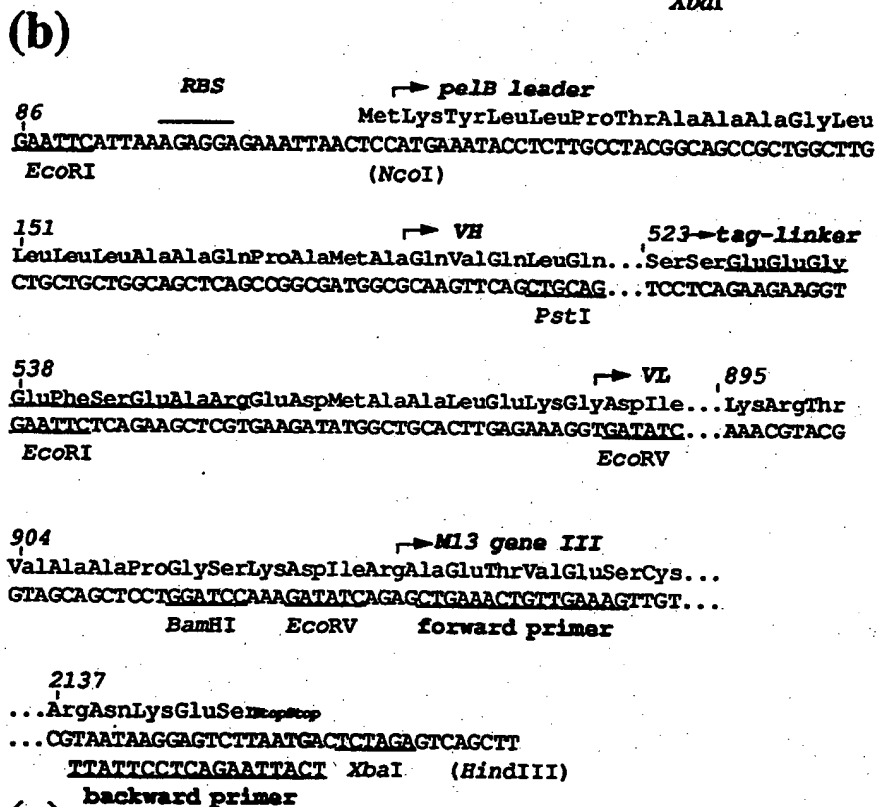 XbaI
(b)
RBS pelB leader
86 MetLysTyrLeuLeuProThrAlaAlaAlaGlyLeu
GAATTCATTAAAGAGGAGAAATTAACTCCATGAAATACCTCTTGCCTACGGCAGCCGCTGGCTTG
EcoRI (NcoI)
151 VH 523 tag-linker
LeuLeuLeuAlaAlaGlnProAlaMetAlaGlnValGlnLeuGln...SerSerGluGluGly
CTGCTGCTGGCAGCTCAGCCGGCGATGGCGCAAGTTCAGCTGCAG...TCCTCAGAAGAAGGT
PstI
538 VL 895
GluPheSerGluAlaArgGluAspMetAlaAlaLeuGluLysGlyAspIle...LysArgThr
GAATTCTCAGAAGCTCGTGAAGATATGGCTGCACTTGAGAAAGGTGATATC...AAACGTACG
EcoRI EcoRV
904 M13 gene III
ValAlaAlaProGlySerLysAspIleArgAlaGluThrValGluSerCys...
GTAGCAGCTCCTGGATCCAAAGATATCAGAGCTGAAACTGTTGAAAGTTGT...
BamHI EcoRV forward primer
2137
...ArgAsnLysGluSerStopStop
...CGTAATAAGGAGTCTTAATGACTCTAGAGTCAGCTT
TTATTCCTCAGAATTACT XbaI (HindIII)
backward primer